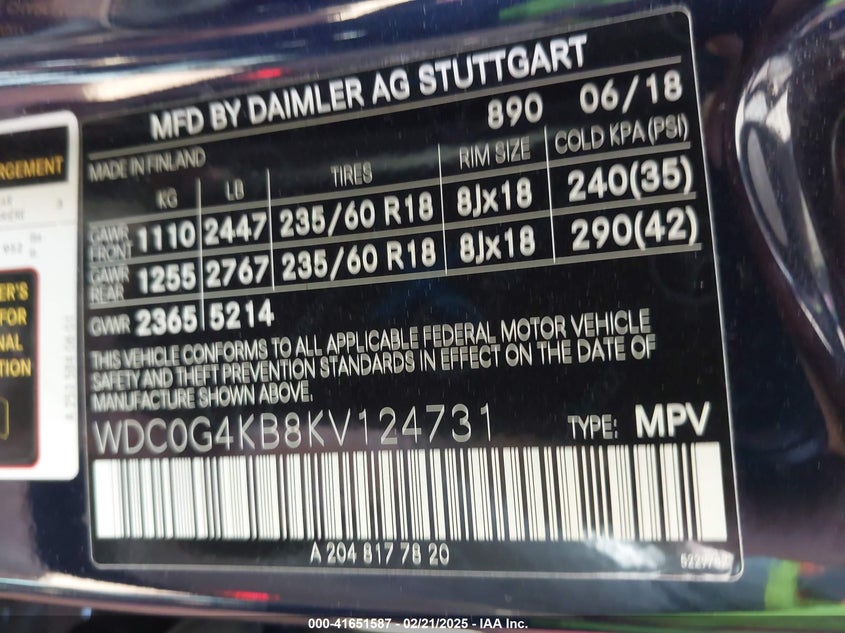 MFD BY DAIMLER AG STUTTGART
890 06/18
MADE IN FINLAND
KG LB TIRES RIM SIZE COLD KPA(PSI)
GAWR FRONT 1110 2447 235/60 R18 8Jx18 240(35)
GAWR REAR 1255 2767 235/60 R18 8Jx18 290(42)
GVWR 2365 5214
THIS VEHICLE CONFORMS TO ALL APPLICABLE FEDERAL MOTOR VEHICLE
SAFETY AND THEFT PREVENTION STANDARDS IN EFFECT ON THE DATE OF
MANUFACTURE SHOWN ABOVE.
WDC0G4KB8KV124731 TYPE: MPV
A 204 817 78 20
000-41651587 - 02/21/2025 - IAA Inc.